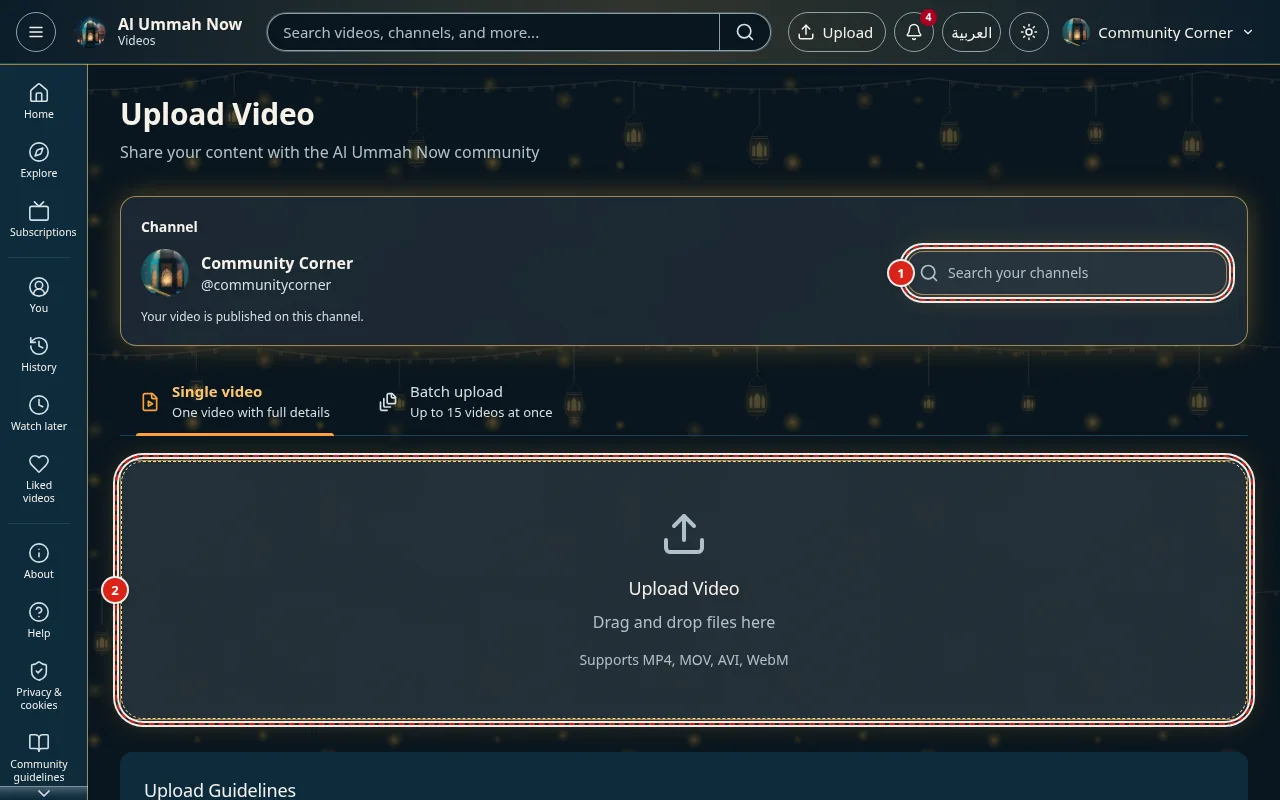 Al Ummah Now
Videos
Search videos, channels, and more...
Upload
4
العربية
Community Corner
Home
Explore
Subscriptions
You
History
Watch later
Liked
videos
About
Help
Privacy &
cookies
Community
guidelines
Upload Video
Share your content with the Al Ummah Now community
Channel
Community Corner
@communitycorner
Your video is published on this channel.
1
Search your channels
Single video
One video with full details
Batch upload
Up to 15 videos at once
2
Upload Video
Drag and drop files here
Supports MP4, MOV, AVI, WebM
Upload Guidelines